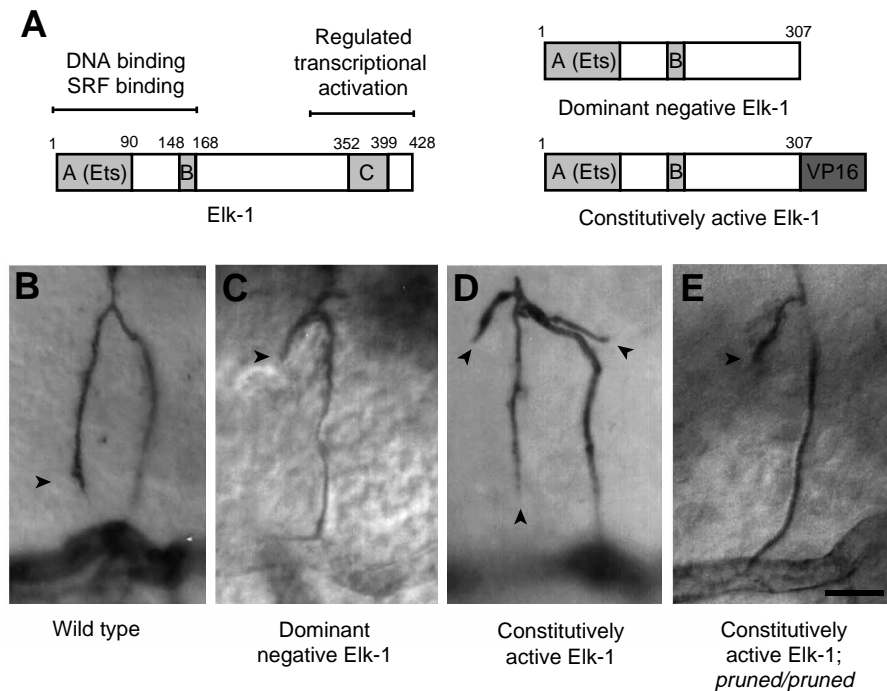 A
DNA binding
SRF binding
Regulated
transcriptional
activation
1 90 148 168 352 399 428
A (Ets) B C
Elk-1
1 307
A (Ets) B
Dominant negative Elk-1
1 307
A (Ets) B VP16
Constitutively active Elk-1
B
C
D
E
Wild type
Dominant
negative Elk-1
Constitutively
active Elk-1
Constitutively
active Elk-1;
pruned/pruned